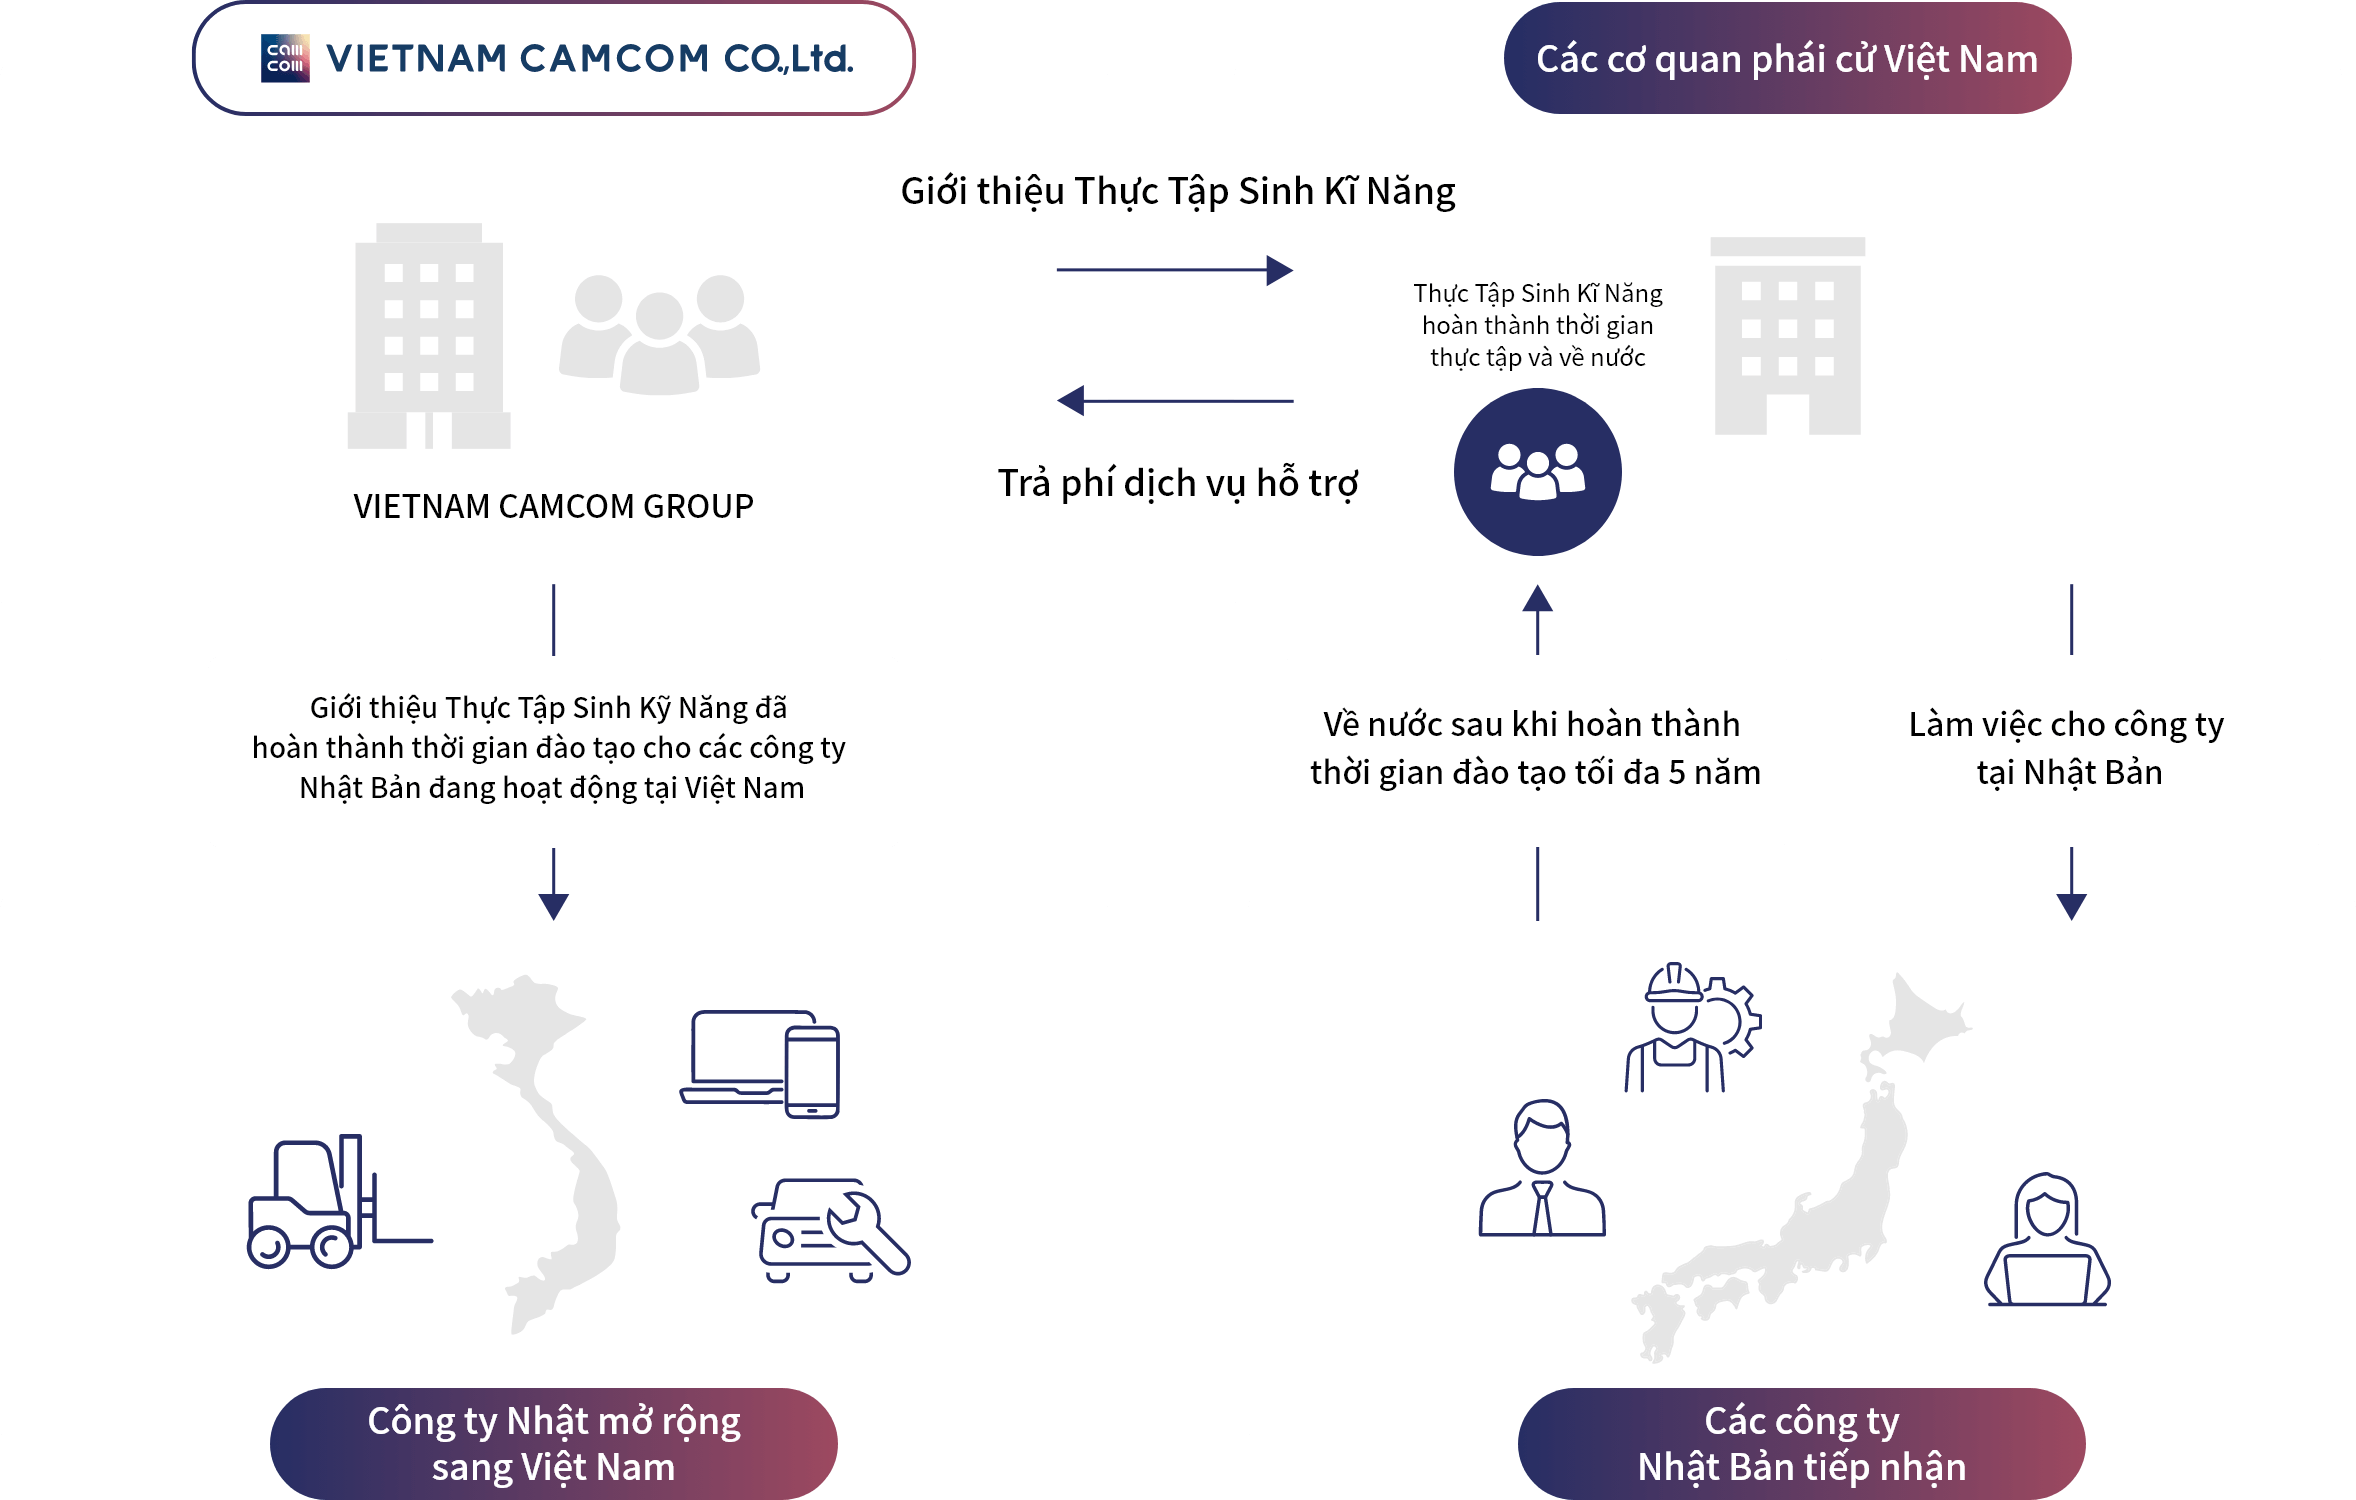 cam
com
VIETNAM CAMCOM CO.,Ltd.
Các cơ quan phái cử Việt Nam
Giới thiệu Thực Tập Sinh Kĩ Năng
Thực Tập Sinh Kĩ Năng
hoàn thành thời gian
thực tập và về nước
Trả phí dịch vụ hỗ trợ
VIETNAM CAMCOM GROUP
Giới thiệu Thực Tập Sinh Kỹ Năng đã
hoàn thành thời gian đào tạo cho các công ty
Nhật Bản đang hoạt động tại Việt Nam
Về nước sau khi hoàn thành
thời gian đào tạo tối đa 5 năm
Làm việc cho công ty
tại Nhật Bản
Công ty Nhật mở rộng
sang Việt Nam
Các công ty
Nhật Bản tiếp nhận